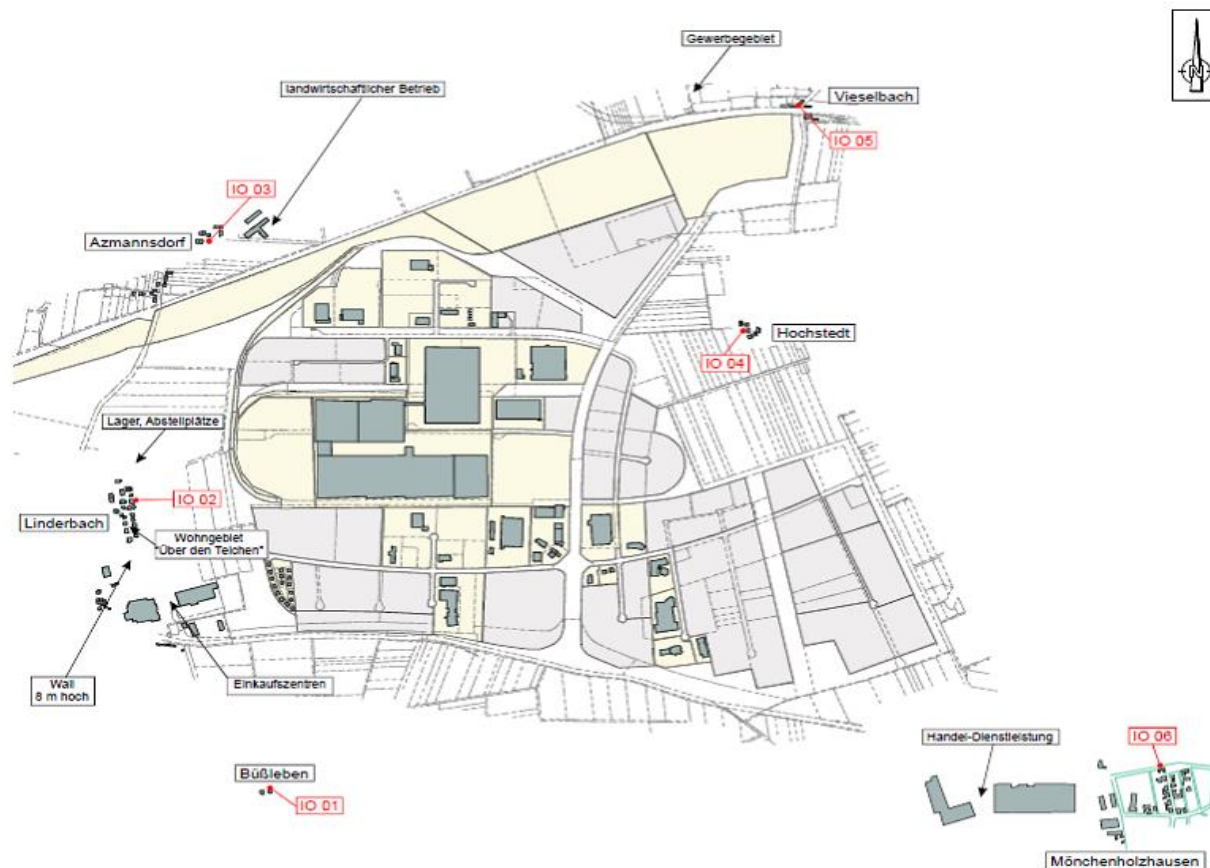 Gewerbegebiet
N
landwirtschaftlicher Betrieb
Vieselbach
IO 05
IO 03
Azmannsdorf
Hochstedt
IO 04
Lager, Abstellplätze
IO 02
Linderbach
Wohngebiet
"Über den Teichen"
Wall
8 m hoch
Einkaufszentren
Handel-Dienstleistung
IO 06
Büßleben
IO 01
Mönchenholzhausen